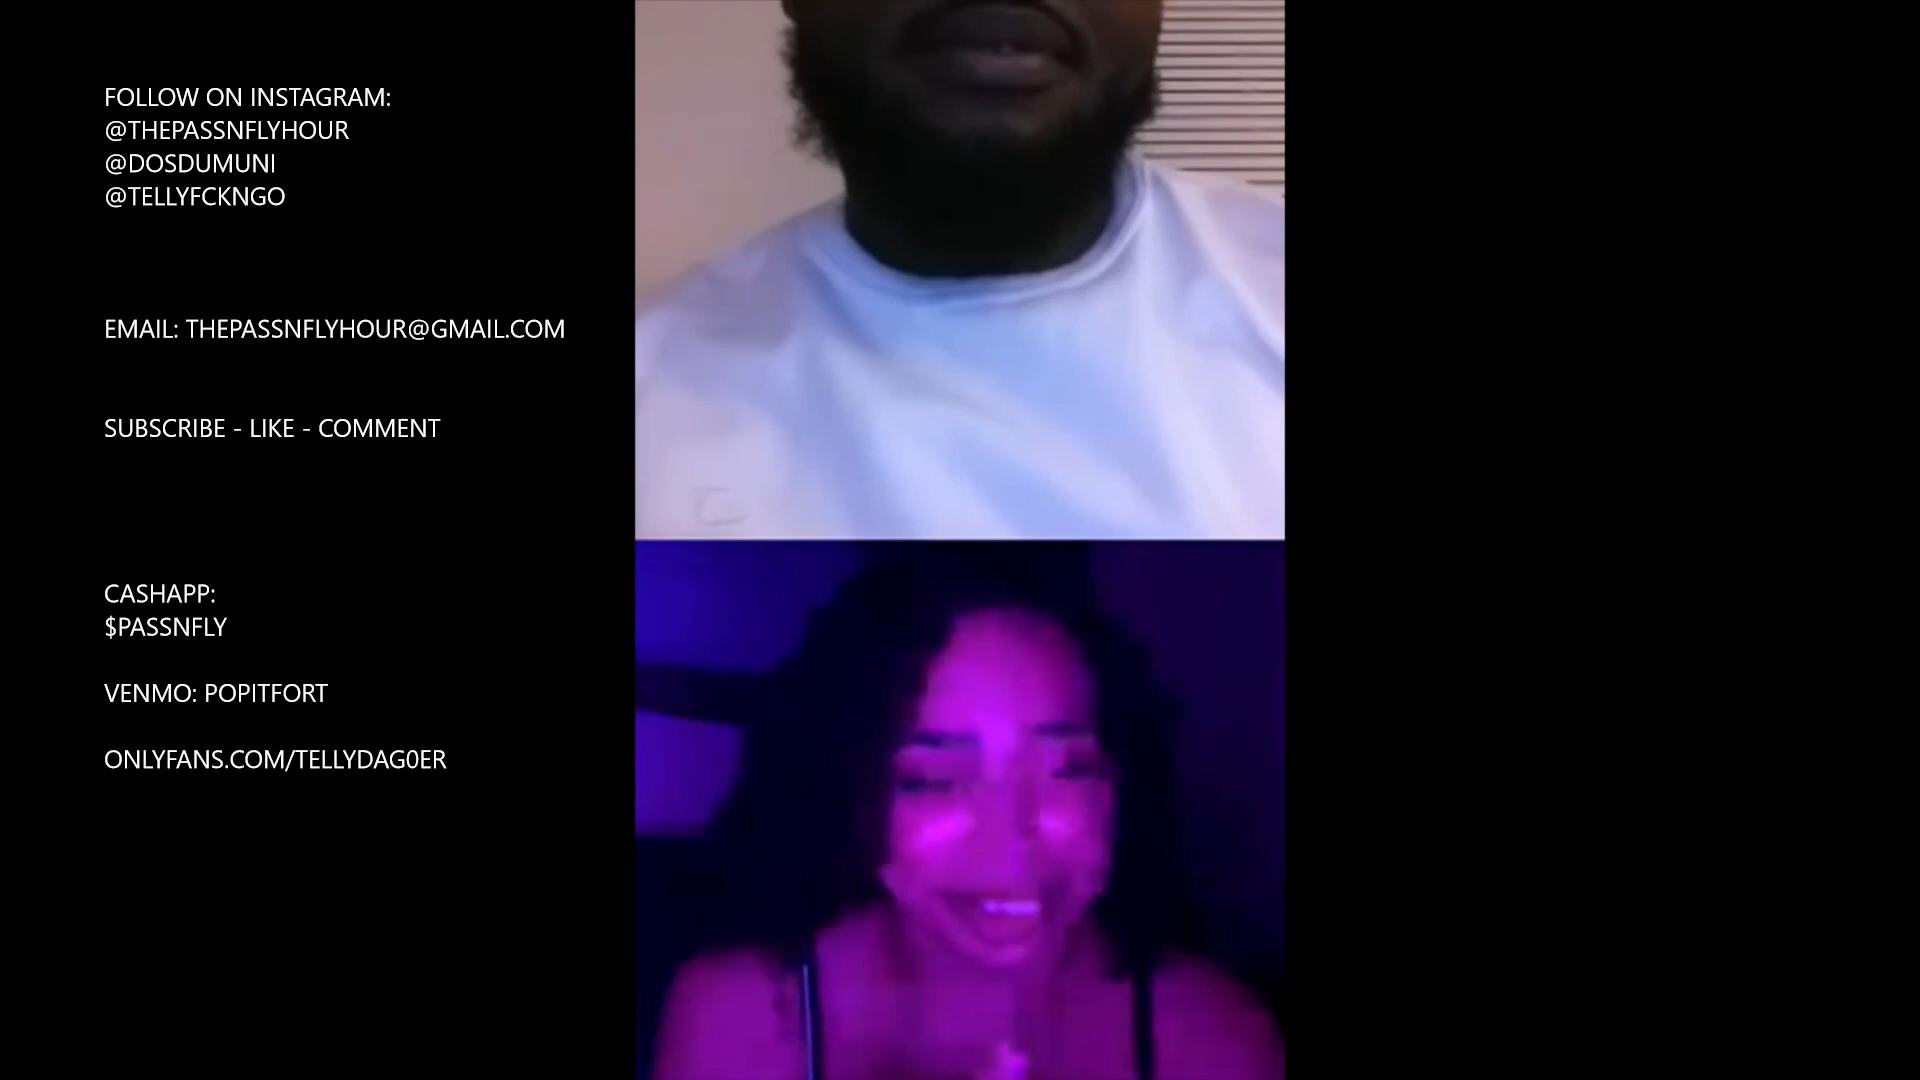 FOLLOW ON INSTAGRAM:
@THEPASSNFLYHOUR
@DOSDUMUNI
@TELLYFCKNGO
EMAIL: THEPASSNFLYHOUR@GMAIL.COM
SUBSCRIBE - LIKE - COMMENT
CASHAPP:
$PASSNFLY
VENMO: POPITFORT
ONLYFANS.COM/TELLYDAG0ER